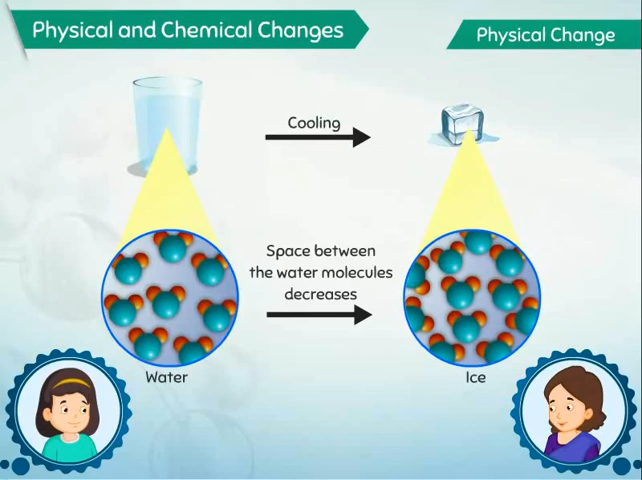 Physical and Chemical Changes
Physical Change
Cooling
Space between
the water molecules
decreases
Water
Ice